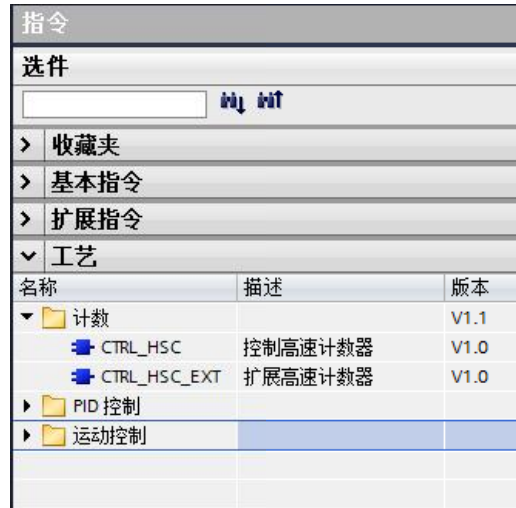 指令
选件
收藏夹
基本指令
扩展指令
工艺
名称 描述 版本
计数 V1.1
CTRL_HSC 控制高速计数器 V1.0
CTRL_HSC_EXT 扩展高速计数器 V1.0
PID 控制
运动控制